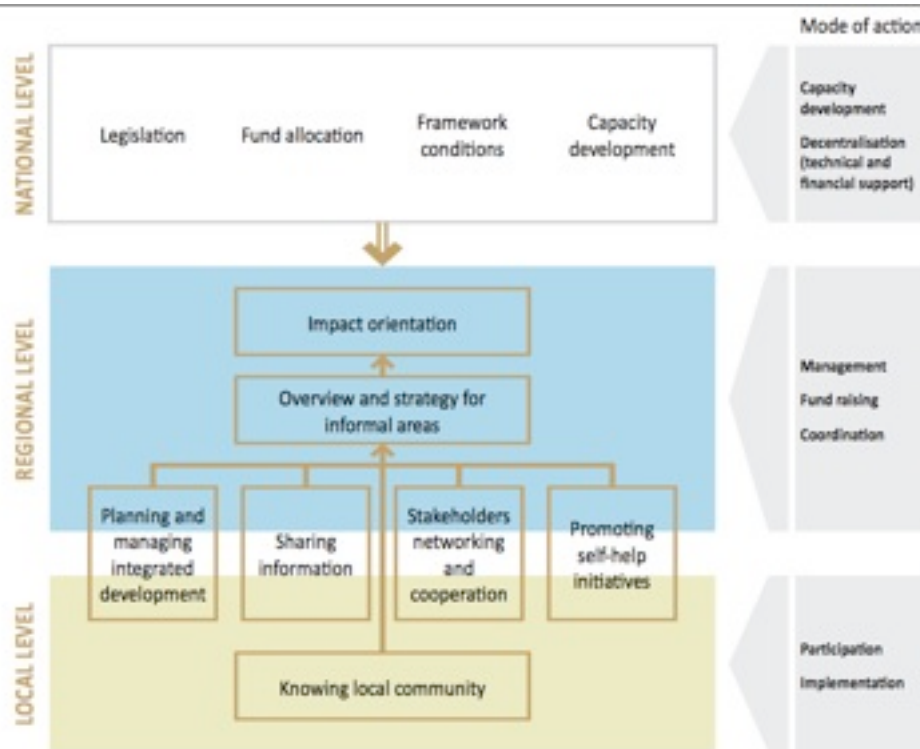 Mode of action
NATIONAL LEVEL
Legislation
Fund allocation
Framework
conditions
Capacity
development
Capacity
development
Decentralisation
(technical and
financial support)
REGIONAL LEVEL
Impact orientation
Overview and strategy for
informal areas
Management
Fund raising
Coordination
Planning and
managing
integrated
development
Sharing
information
Stakeholders
networking
and
cooperation
Promoting
self-help
initiatives
LOCAL LEVEL
Knowing local community
Participation
Implementation